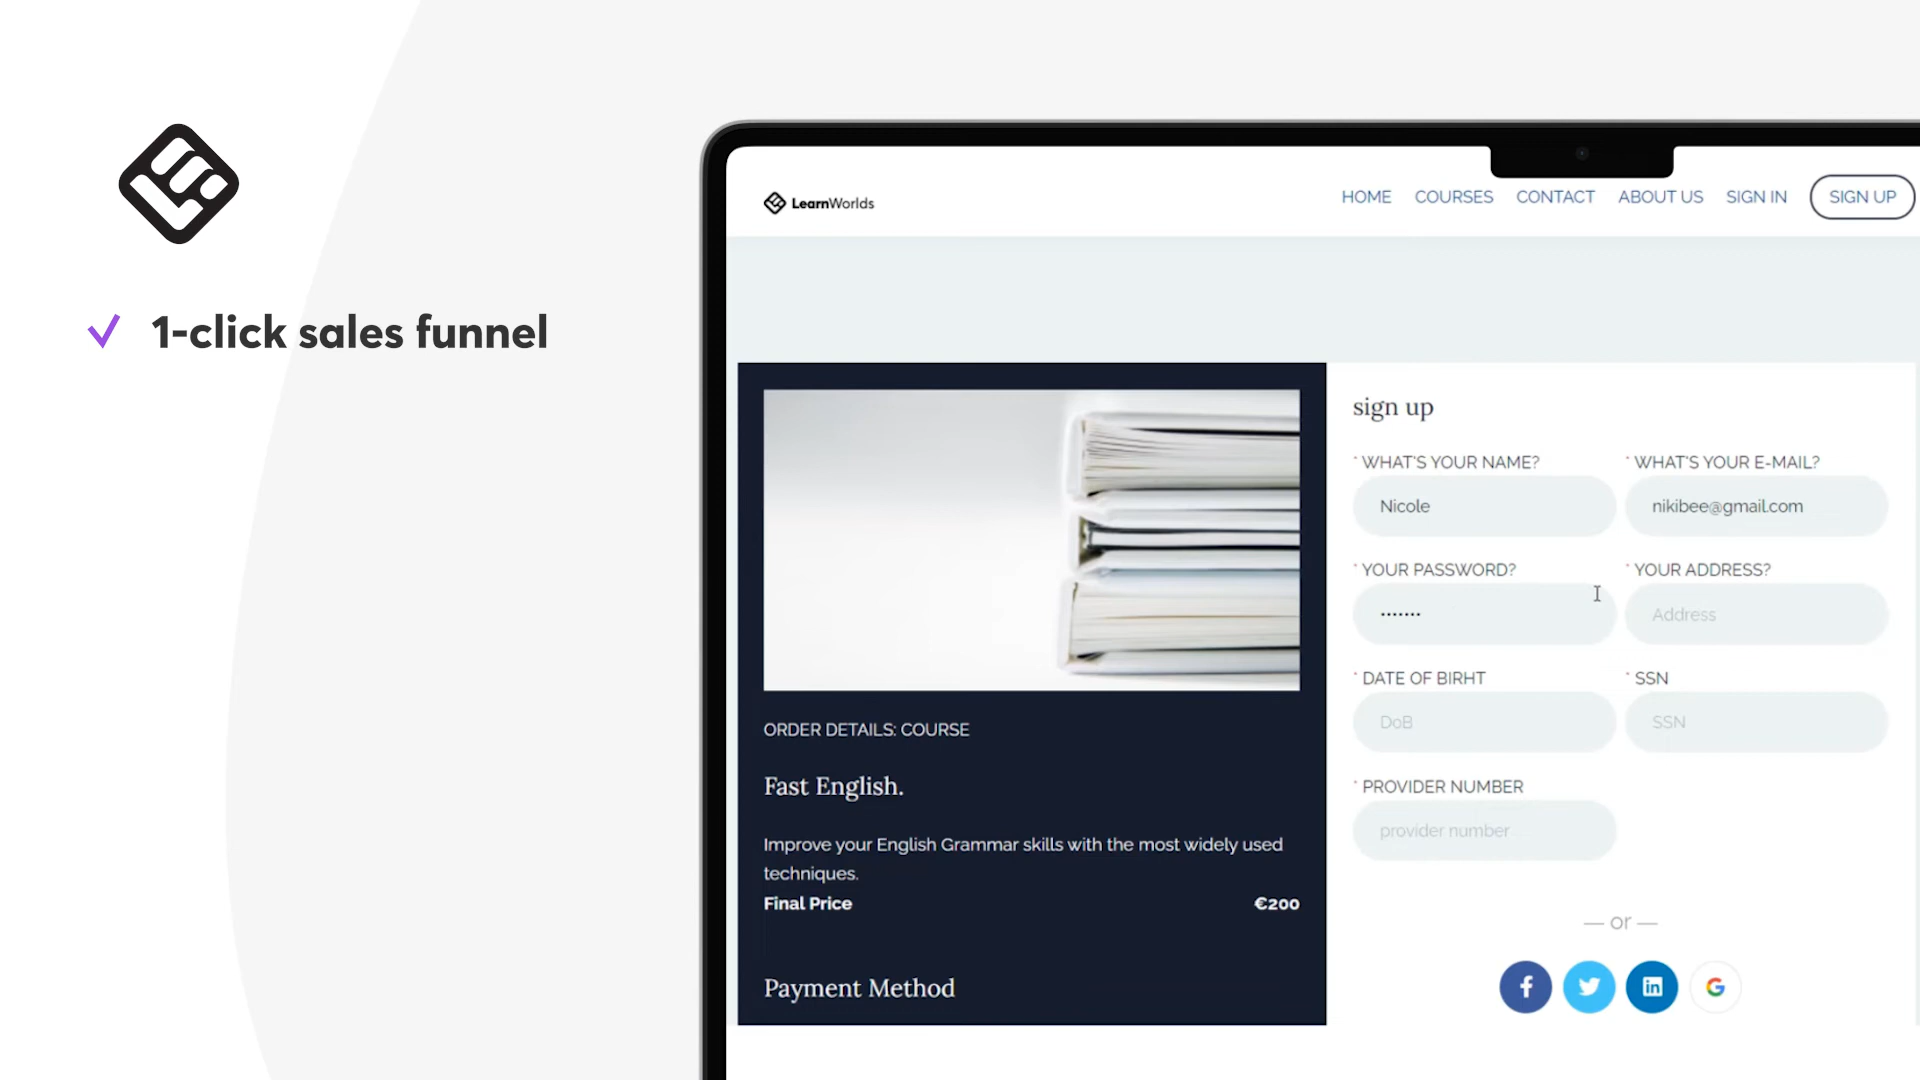 1-click sales funnel
LearnWorlds
HOME COURSES CONTACT ABOUT US SIGN IN SIGN UP
ORDER DETAILS: COURSE
Fast English.
Improve your English Grammar skills with the most widely used
techniques.
Final Price €200
Payment Method
sign up
* WHAT'S YOUR NAME? * WHAT'S YOUR E-MAIL?
Nicole nikibee@gmail.com
* YOUR PASSWORD? * YOUR ADDRESS?
••••••• Address
* DATE OF BIRHT * SSN
DoB SSN
* PROVIDER NUMBER
provider number
— or —